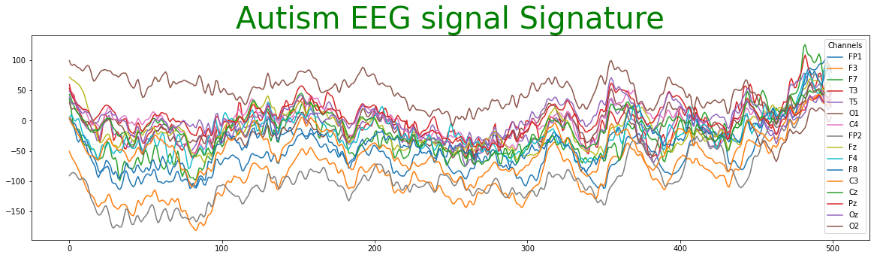 Autism EEG signal Signature
100
50
0
−50
−100
−150
0
100
200
300
400
500
Channels
FP1
F3
F7
T3
T5
O1
C4
FP2
Fz
F4
F8
C3
Cz
Pz
Oz
O2